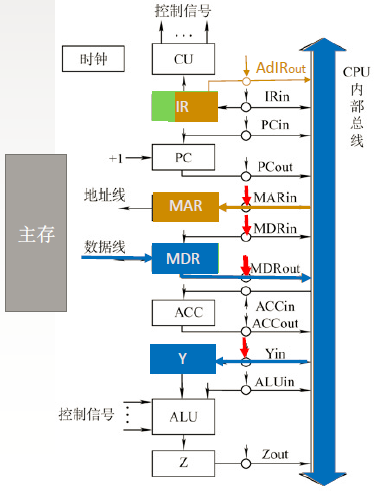 控制信号
时钟
CU
AdIRout
CPU
内
部
总
线
IR
IRin
PCin
+1
PC
PCout
主存
地址线
MAR
MARin
MDRin
数据线
MDR
MDRout
ACCin
ACC
ACCout
Y
Yin
ALUin
控制信号
ALU
Z
Zout